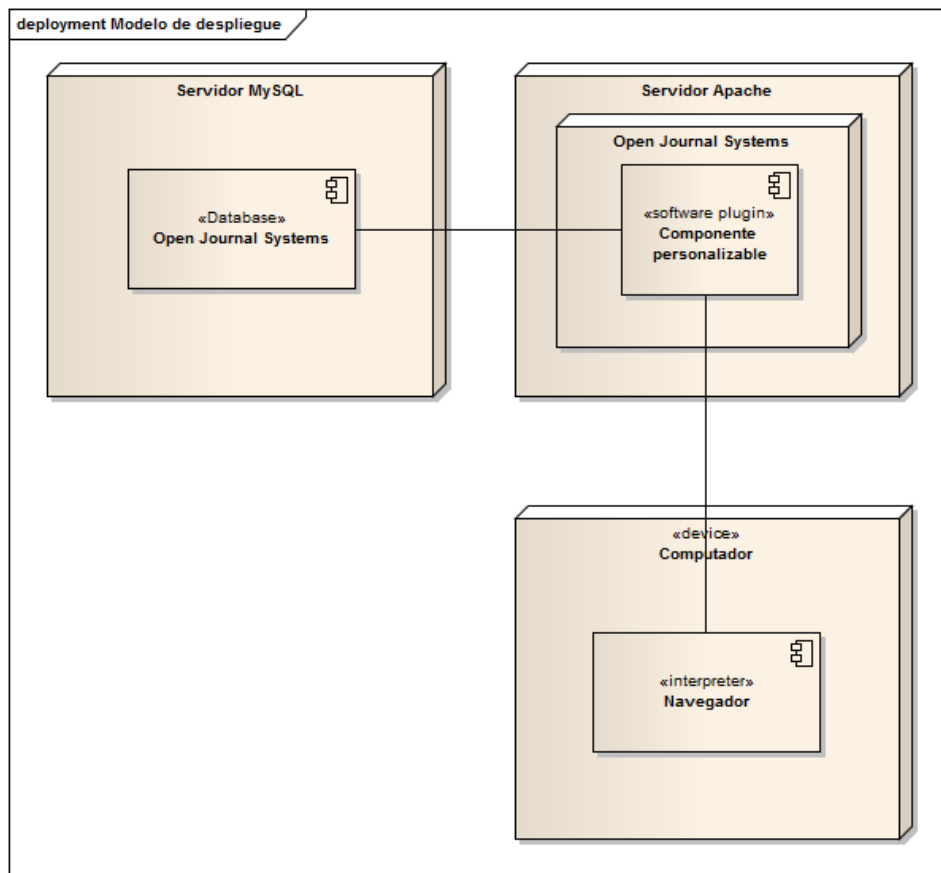 deployment Modelo de despliegue
Servidor MySQL
«Database»
Open Journal Systems
Servidor Apache
Open Journal Systems
«software plugin»
Componente
personalizable
«device»
Computador
«interpreter»
Navegador